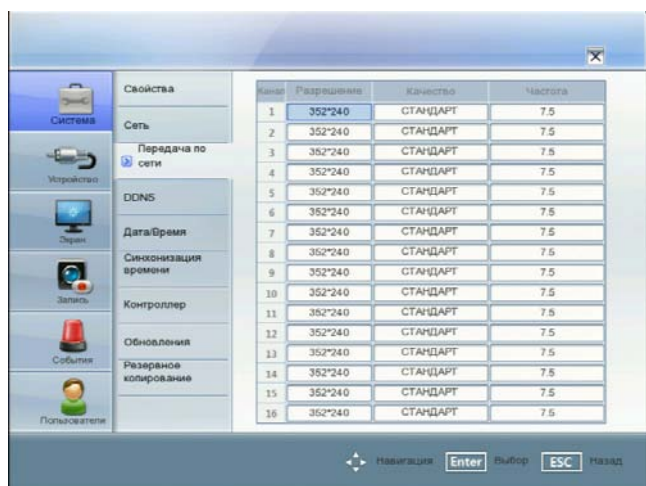 Система
Устройство
Экран
Запись
События
Пользователи
Свойства
Сеть
Передача по
сети
DDNS
Дата/Время
Синхонизация
времени
Контроллер
Обновления
Резервное
копирование
Канал Разрешение Качество Частота
1 352*240 СТАНДАРТ 7.5
2 352*240 СТАНДАРТ 7.5
3 352*240 СТАНДАРТ 7.5
4 352*240 СТАНДАРТ 7.5
5 352*240 СТАНДАРТ 7.5
6 352*240 СТАНДАРТ 7.5
7 352*240 СТАНДАРТ 7.5
8 352*240 СТАНДАРТ 7.5
9 352*240 СТАНДАРТ 7.5
10 352*240 СТАНДАРТ 7.5
11 352*240 СТАНДАРТ 7.5
12 352*240 СТАНДАРТ 7.5
13 352*240 СТАНДАРТ 7.5
14 352*240 СТАНДАРТ 7.5
15 352*240 СТАНДАРТ 7.5
16 352*240 СТАНДАРТ 7.5
Навигация Enter Выбор ESC Назад